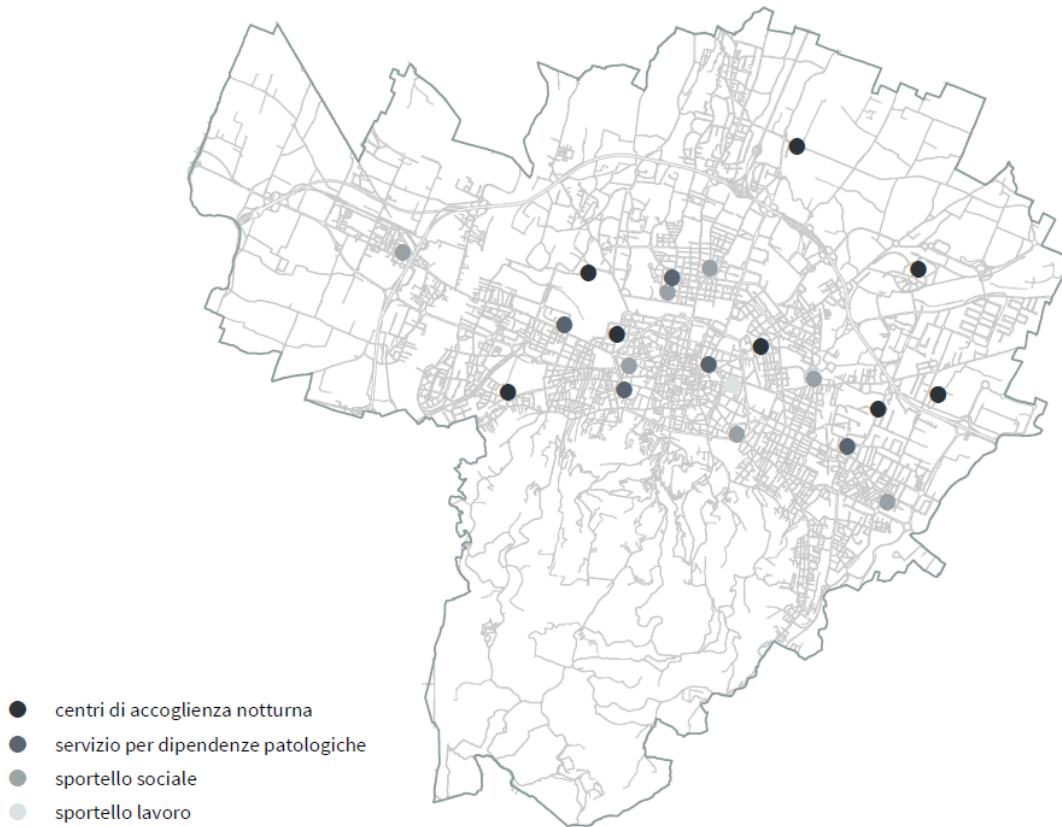 centri di accoglienza notturna
servizio per dipendenze patologiche
sportello sociale
sportello lavoro